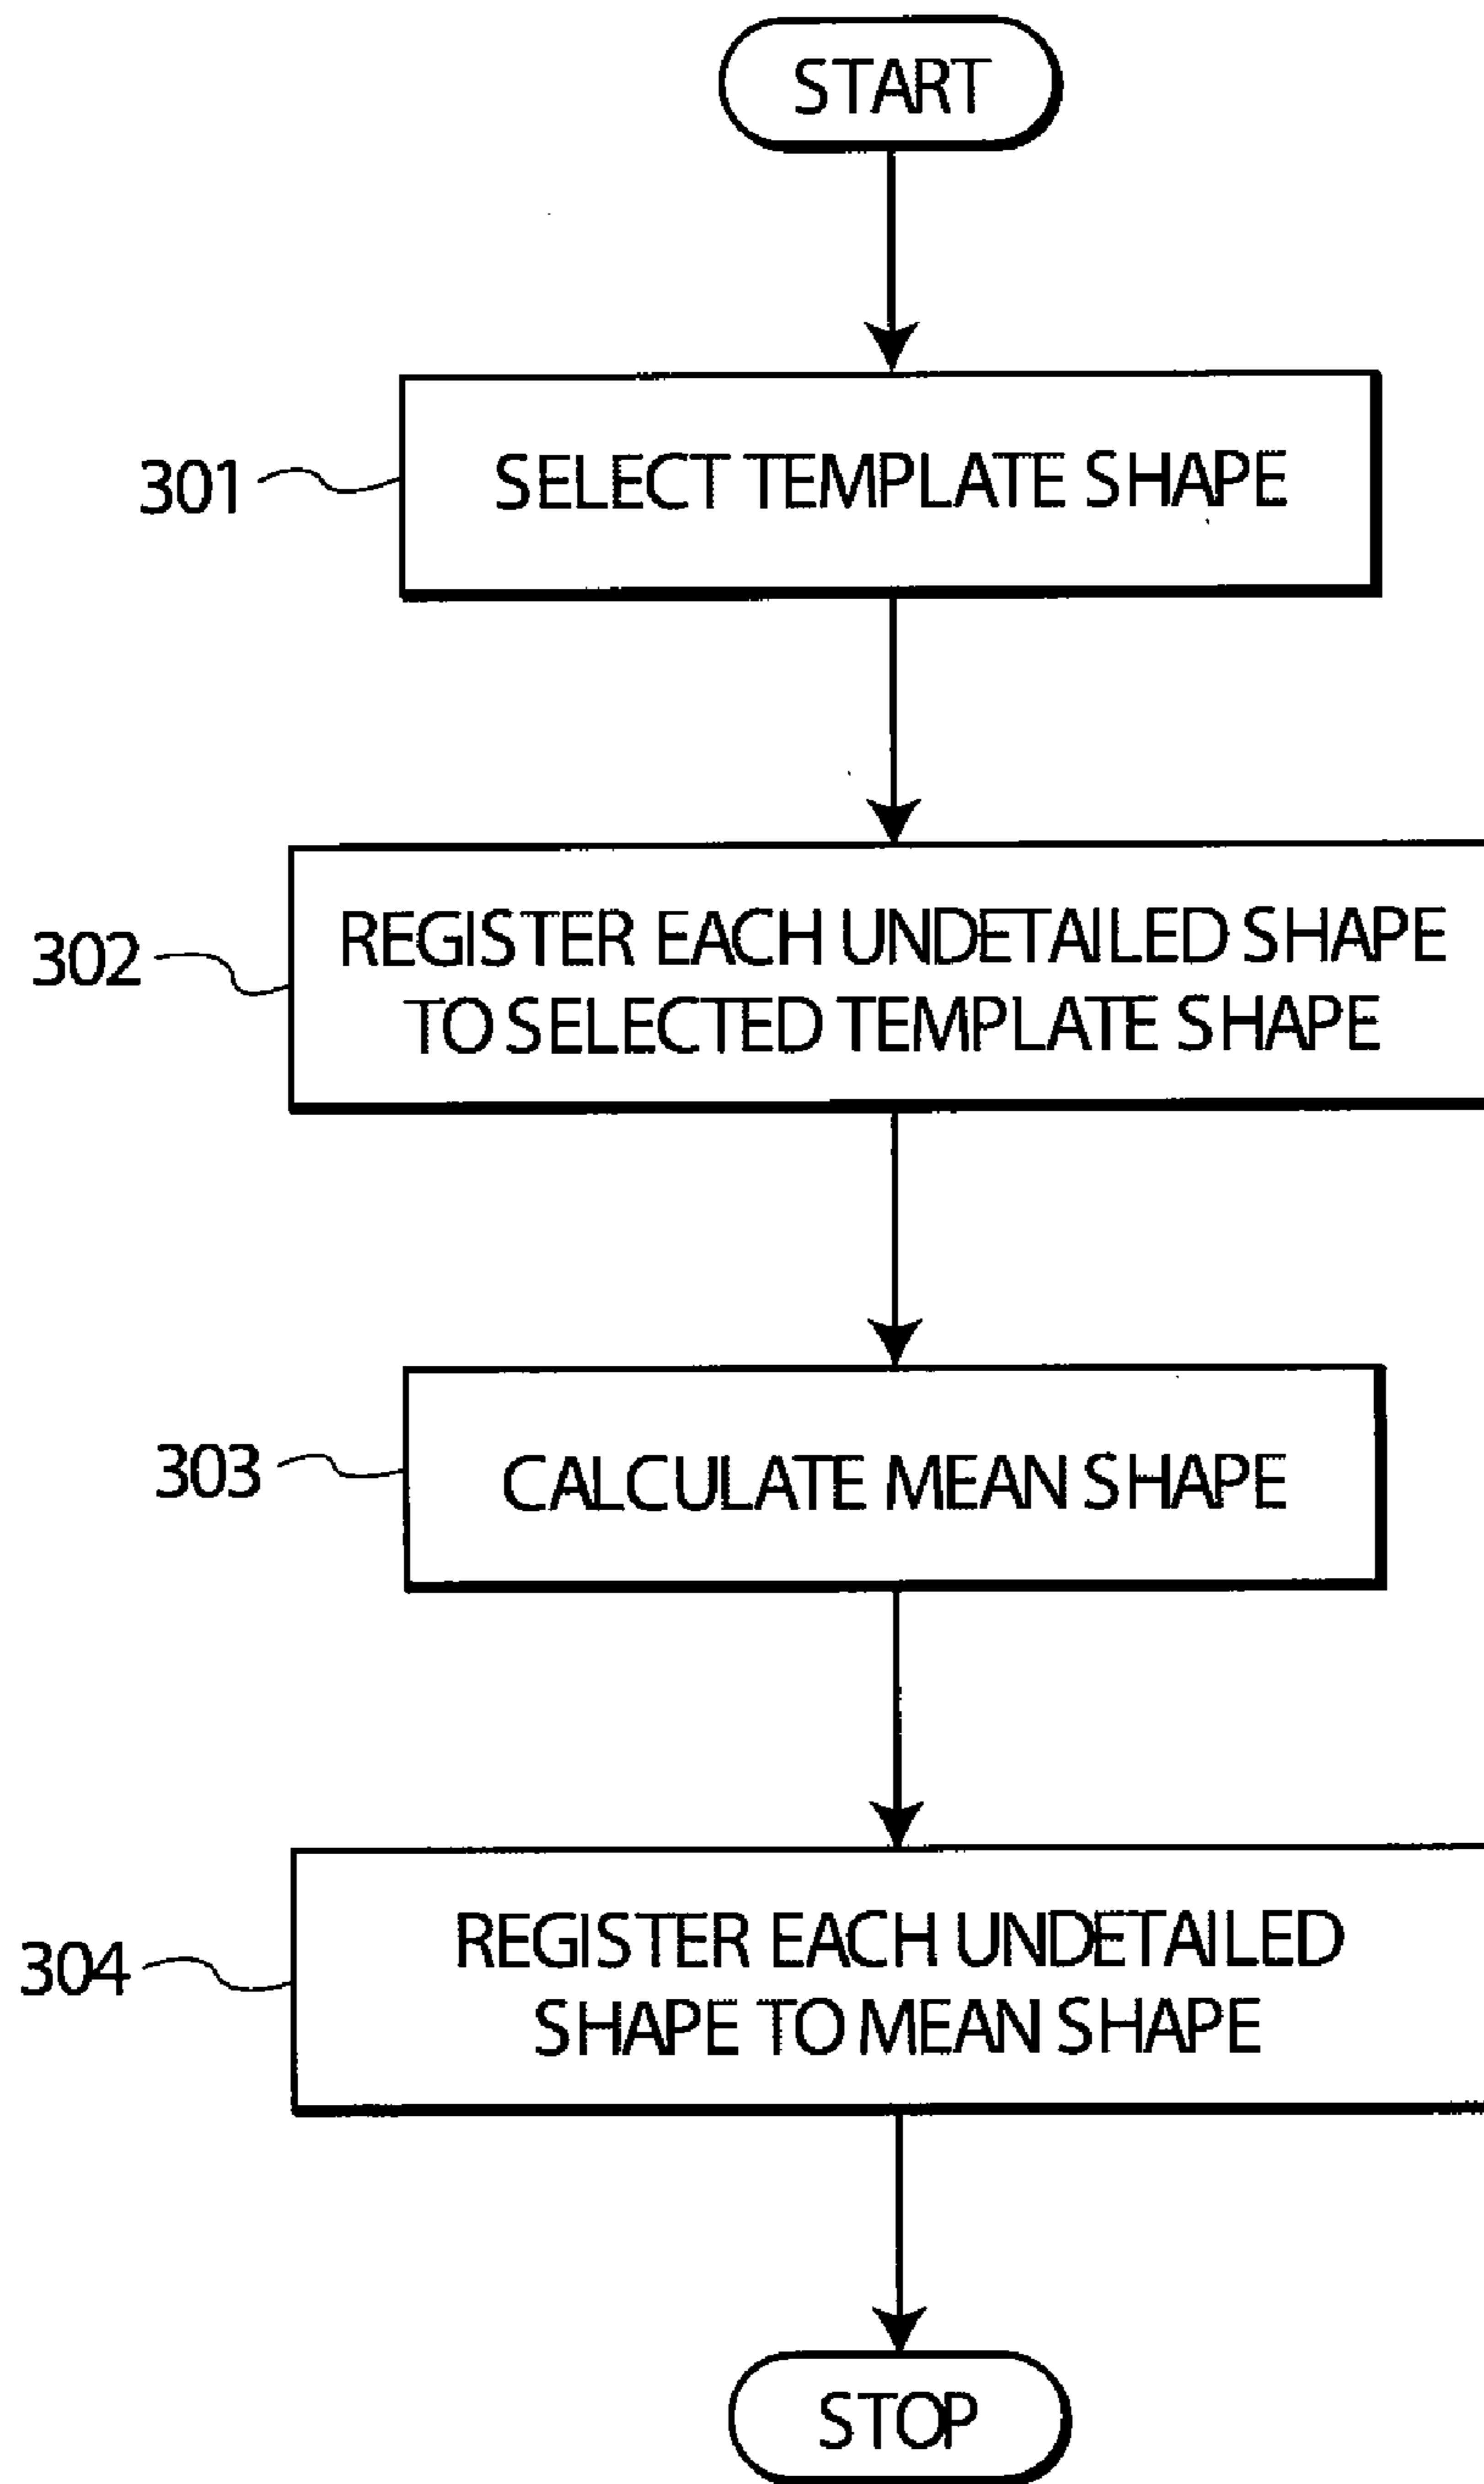 START
301
SELECT TEMPLATE SHAPE
302
REGISTER EACH UNDETAILED SHAPE
TO SELECTED TEMPLATE SHAPE
303
CALCULATE MEAN SHAPE
304
REGISTER EACH UNDETAILED
SHAPE TO MEAN SHAPE
STOP